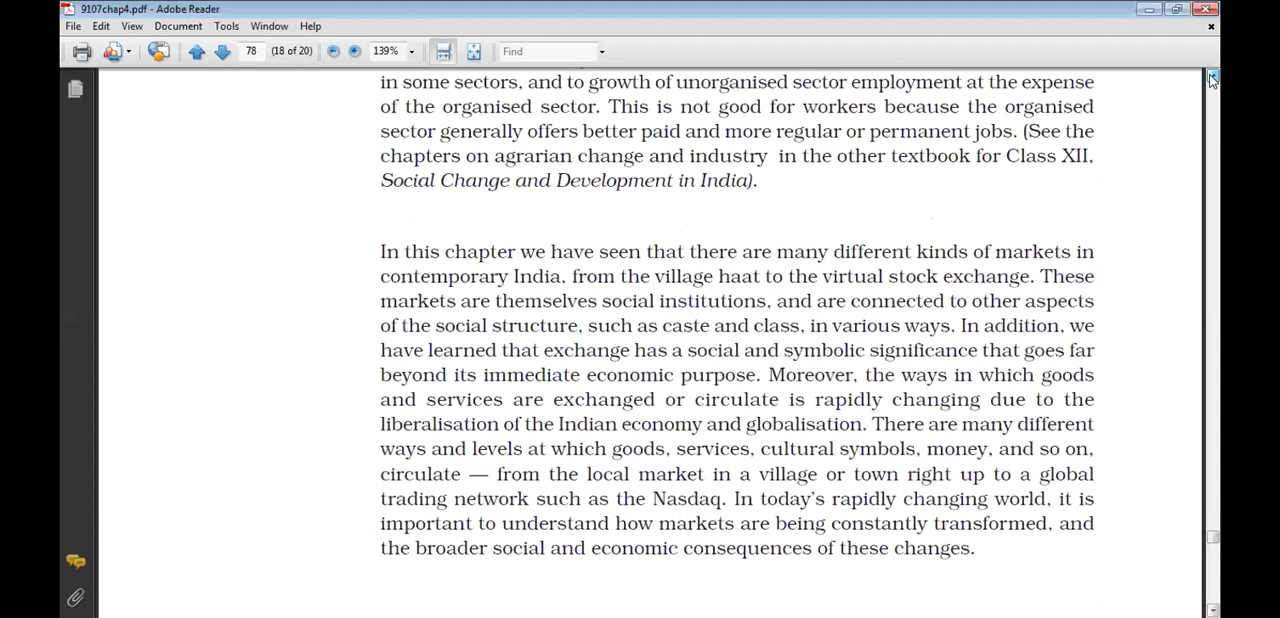 9107chap4.pdf - Adobe Reader
File Edit View Document Tools Window Help
78 (18 of 20) 139% Find
in some sectors, and to growth of unorganised sector employment at the expense
of the organised sector. This is not good for workers because the organised
sector generally offers better paid and more regular or permanent jobs. (See the
chapters on agrarian change and industry in the other textbook for Class XII,
Social Change and Development in India).
In this chapter we have seen that there are many different kinds of markets in
contemporary India, from the village haat to the virtual stock exchange. These
markets are themselves social institutions, and are connected to other aspects
of the social structure, such as caste and class, in various ways. In addition, we
have learned that exchange has a social and symbolic significance that goes far
beyond its immediate economic purpose. Moreover, the ways in which goods
and services are exchanged or circulate is rapidly changing due to the
liberalisation of the Indian economy and globalisation. There are many different
ways and levels at which goods, services, cultural symbols, money, and so on,
circulate — from the local market in a village or town right up to a global
trading network such as the Nasdaq. In today's rapidly changing world, it is
important to understand how markets are being constantly transformed, and
the broader social and economic consequences of these changes.